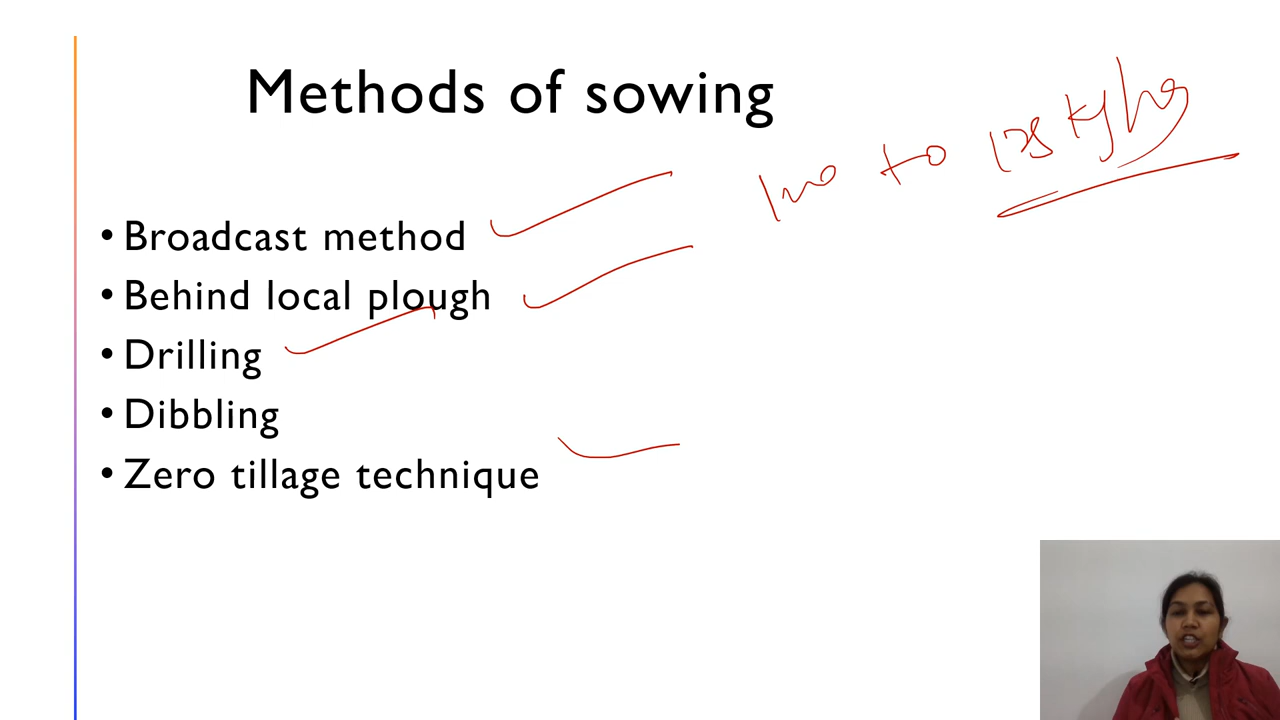 Methods of sowing
100 to 125 kg/ha
• Broadcast method
• Behind local plough
• Drilling
• Dibbling
• Zero tillage technique